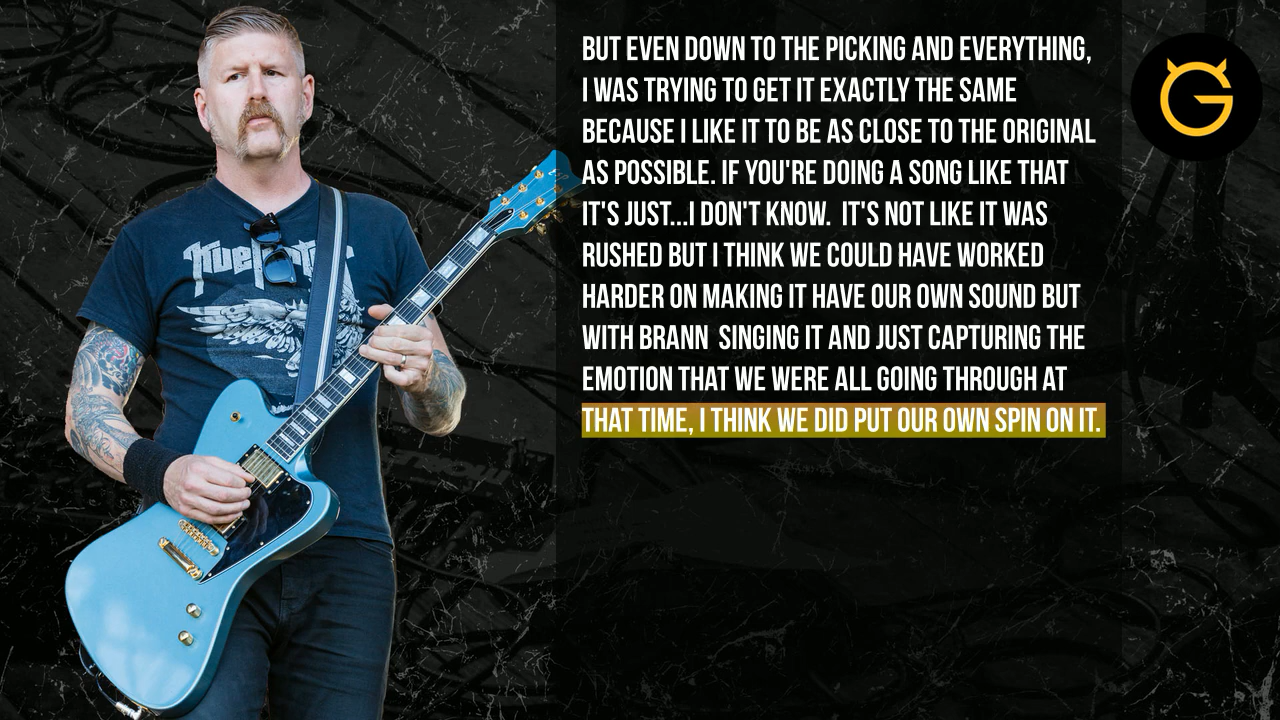 BUT EVEN DOWN TO THE PICKING AND EVERYTHING,
I WAS TRYING TO GET IT EXACTLY THE SAME
BECAUSE I LIKE IT TO BE AS CLOSE TO THE ORIGINAL
AS POSSIBLE. IF YOU'RE DOING A SONG LIKE THAT
IT'S JUST...I DON'T KNOW.  IT'S NOT LIKE IT WAS
RUSHED BUT I THINK WE COULD HAVE WORKED
HARDER ON MAKING IT HAVE OUR OWN SOUND BUT
WITH BRANN  SINGING IT AND JUST CAPTURING THE
EMOTION THAT WE WERE ALL GOING THROUGH AT
THAT TIME, I THINK WE DID PUT OUR OWN SPIN ON IT.
G